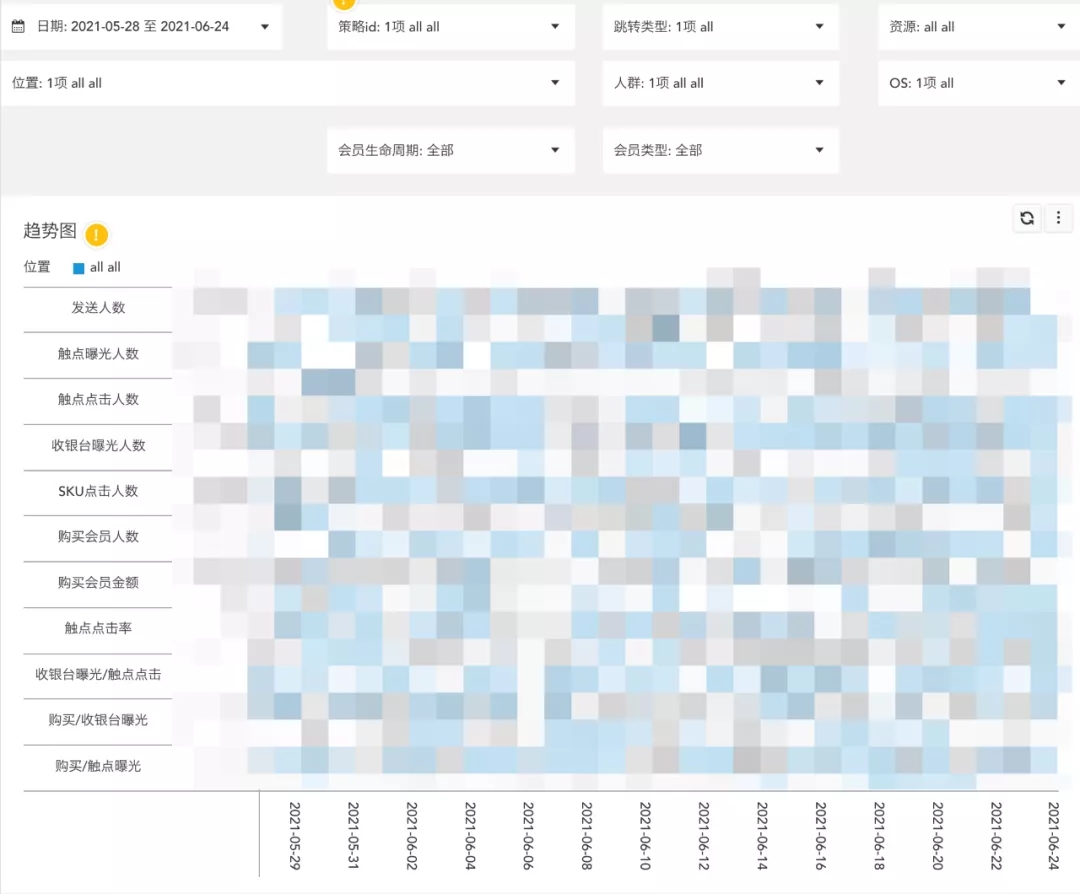 日期: 2021-05-28 至 2021-06-24
策略id: 1项 all all
跳转类型: 1项 all
资源: all all
位置: 1项 all all
人群: 1项 all all
OS: 1项 all
会员生命周期: 全部
会员类型: 全部
趋势图
位置 all all
发送人数
触点曝光人数
触点点击人数
收银台曝光人数
SKU点击人数
购买会员人数
购买会员金额
触点点击率
收银台曝光/触点点击
购买/收银台曝光
购买/触点曝光
2021-05-29
2021-05-31
2021-06-02
2021-06-04
2021-06-06
2021-06-08
2021-06-10
2021-06-12
2021-06-14
2021-06-16
2021-06-18
2021-06-20
2021-06-22
2021-06-24